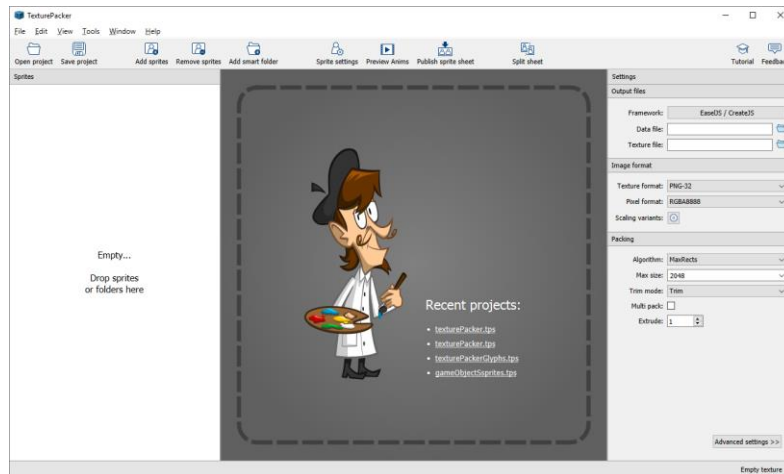 TexturePacker
File Edit View Tools Window Help
Open project Save project Add sprites Remove sprites Add smart folder Sprite settings Preview Anims Publish sprite sheet Split sheet Tutorial Feedba
Sprites
Settings
Output files
Framework: EaselJS / CreateJS
Data file:
Texture file:
Image format
Texture format: PNG-32
Pixel format: RGBA8888
Scaling variants:
Packing
Algorithm: MaxRects
Max size: 2048
Trim mode: Trim
Multi pack:
Extrude: 1
Empty...
Drop sprites
or folders here
Recent projects:
• texturePacker.tps
• texturePacker.tps
• texturePackerGlyphs.tps
• gameObjectSsprites.tps
Advanced settings >>
Empty texture